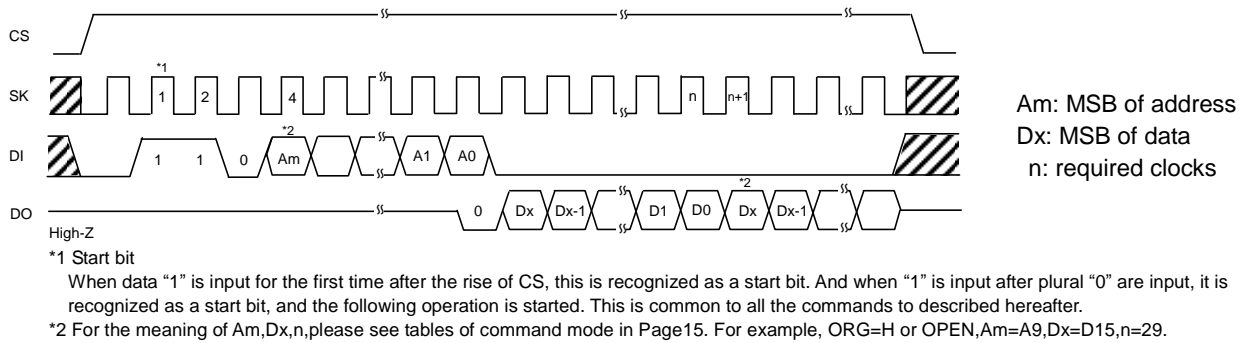 CS
SK
*1
1 2 4 n n+1
Am: MSB of address
Dx: MSB of data
n: required clocks
DI
1 1 0
*2
Am A1 A0
DO
High-Z
0 Dx Dx-1 D1 D0
*2
Dx Dx-1
*1 Start bit
When data “1” is input for the first time after the rise of CS, this is recognized as a start bit. And when “1” is input after plural “0” are input, it is
recognized as a start bit, and the following operation is started. This is common to all the commands to described hereafter.
*2 For the meaning of Am,Dx,n,please see tables of command mode in Page15. For example, ORG=H or OPEN,Am=A9,Dx=D15,n=29.